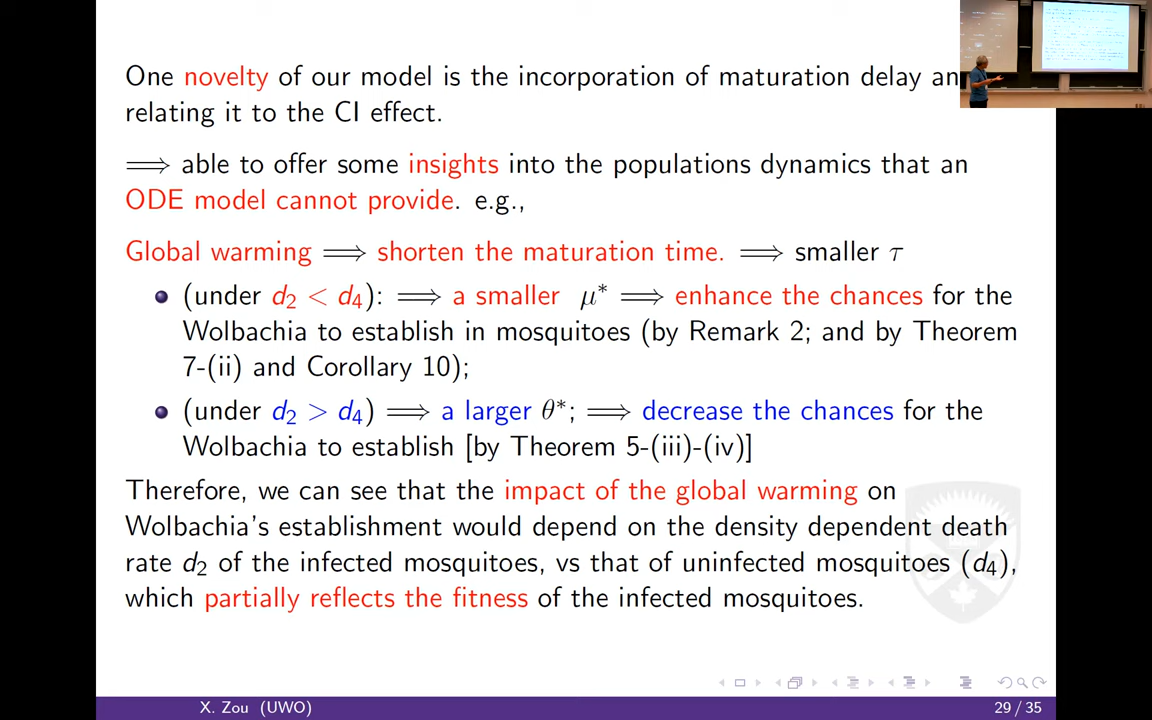 One novelty of our model is the incorporation of maturation delay an
relating it to the CI effect.
⟹ able to offer some insights into the populations dynamics that an
ODE model cannot provide. e.g.,
Global warming ⟹ shorten the maturation time. ⟹ smaller τ
(under d₂ < d₄): ⟹ a smaller μ* ⟹ enhance the chances for the
Wolbachia to establish in mosquitoes (by Remark 2; and by Theorem
7-(ii) and Corollary 10);
(under d₂ > d₄) ⟹ a larger θ*; ⟹ decrease the chances for the
Wolbachia to establish [by Theorem 5-(iii)-(iv)]
Therefore, we can see that the impact of the global warming on
Wolbachia's establishment would depend on the density dependent death
rate d₂ of the infected mosquitoes, vs that of uninfected mosquitoes (d₄),
which partially reflects the fitness of the infected mosquitoes.
X. Zou (UWO) 29 / 35